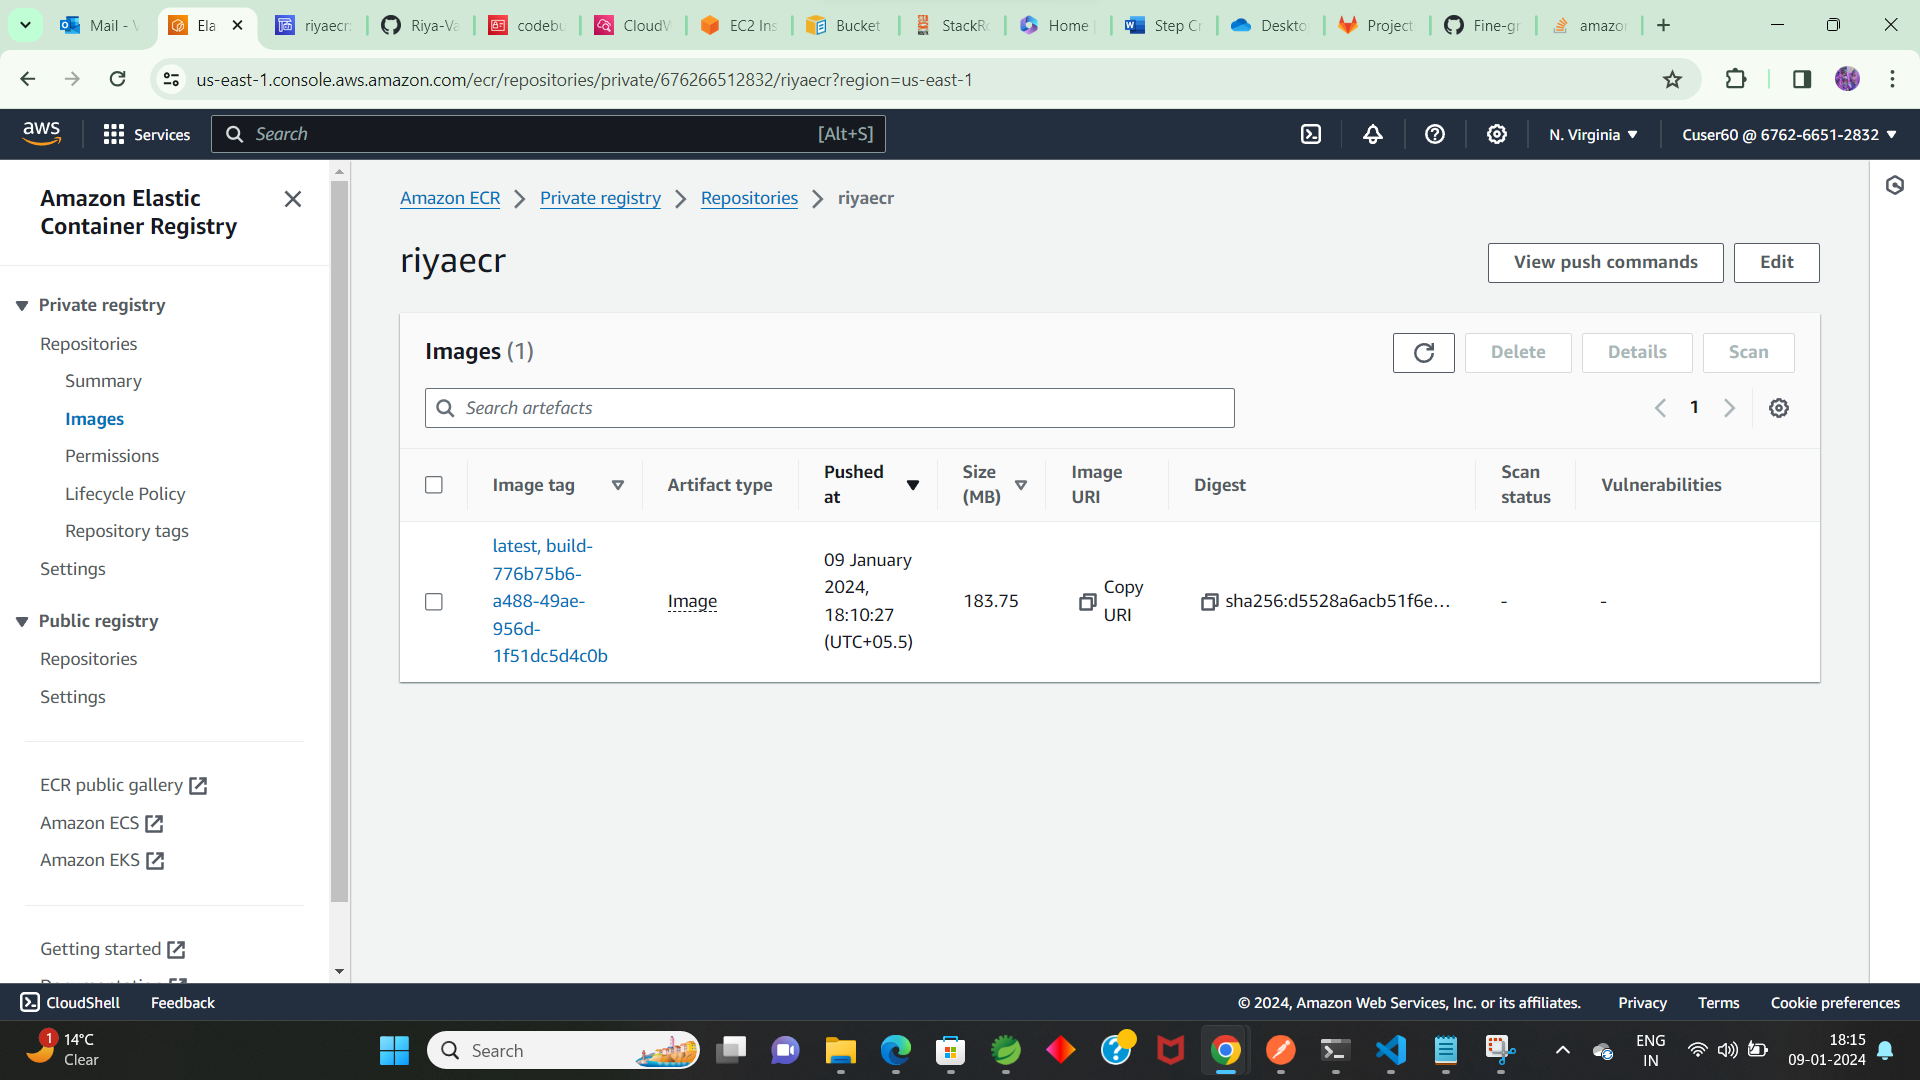 Mail - V
Ela
riyaecr:
Riya-Va
codebu
CloudW
EC2 Ins
Bucket
StackRo
Home |
Step Cr
Deskto
Project
Fine-gr
amazon
us-east-1.console.aws.amazon.com/ecr/repositories/private/676266512832/riyaecr?region=us-east-1
aws
Services
Search
[Alt+S]
N. Virginia
Cuser60 @ 6762-6651-2832
Amazon Elastic
Container Registry
Private registry
Repositories
Summary
Images
Permissions
Lifecycle Policy
Repository tags
Settings
Public registry
Repositories
Settings
ECR public gallery
Amazon ECS
Amazon EKS
Getting started
Amazon ECR
Private registry
Repositories
riyaecr
riyaecr
View push commands
Edit
Images (1)
Delete
Details
Scan
Search artefacts
1
Image tag
Artifact type
Pushed
at
Size
(MB)
Image
URI
Digest
Scan
status
Vulnerabilities
latest, build-
776b75b6-
a488-49ae-
956d-
1f51dc5d4c0b
Image
09 January
2024,
18:10:27
(UTC+05.5)
183.75
Copy
URI
sha256:d5528a6acb51f6e...
-
-
CloudShell
Feedback
© 2024, Amazon Web Services, Inc. or its affiliates.
Privacy
Terms
Cookie preferences
1
14°C
Clear
Search
ENG
IN
18:15
09-01-2024